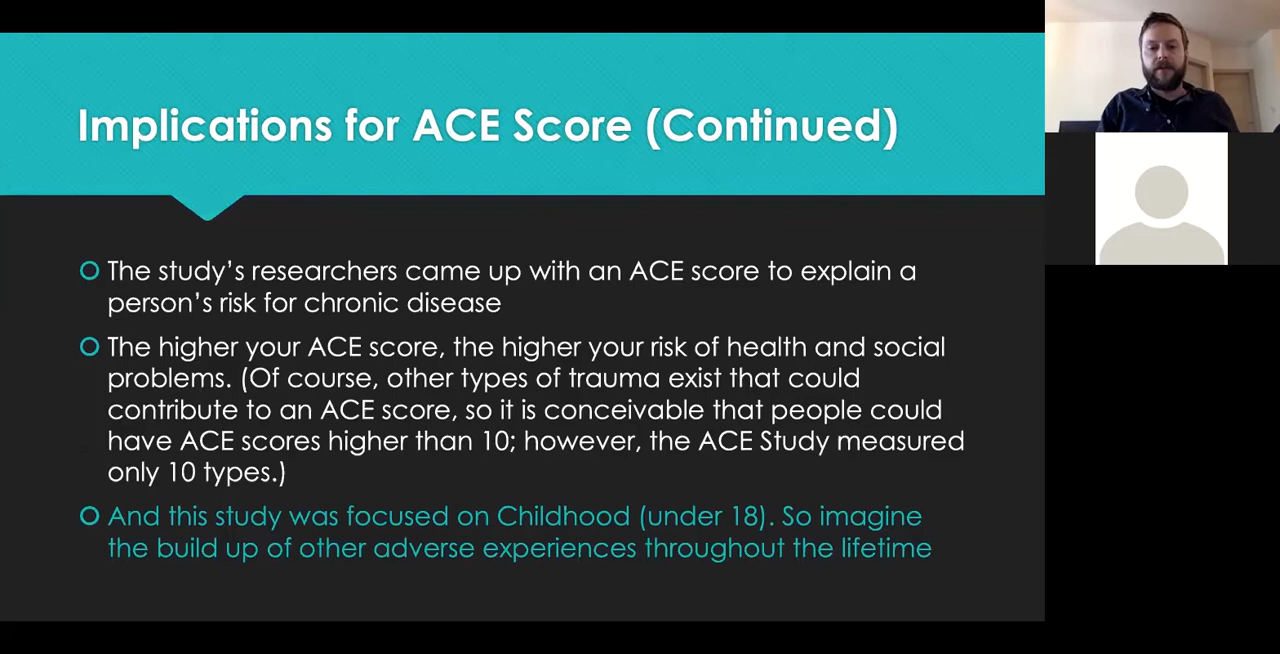 Implications for ACE Score (Continued)
The study’s researchers came up with an ACE score to explain a
person’s risk for chronic disease
The higher your ACE score, the higher your risk of health and social
problems. (Of course, other types of trauma exist that could
contribute to an ACE score, so it is conceivable that people could
have ACE scores higher than 10; however, the ACE Study measured
only 10 types.)
And this study was focused on Childhood (under 18). So imagine
the build up of other adverse experiences throughout the lifetime